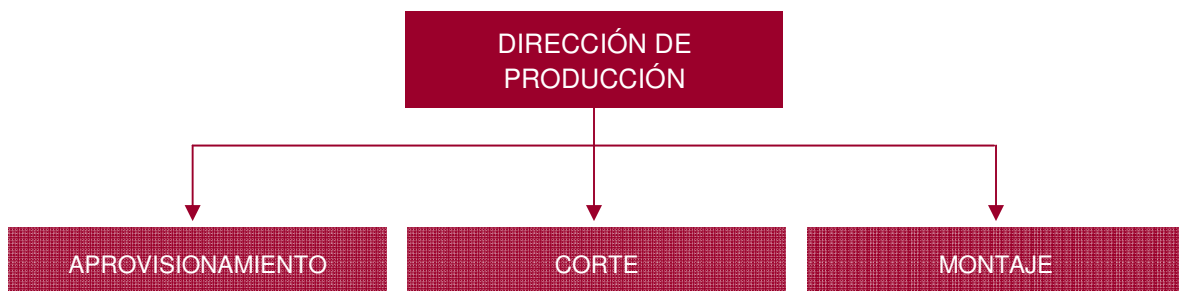 DIRECCIÓN DE
PRODUCCIÓN
APROVISIONAMIENTO
CORTE
MONTAJE